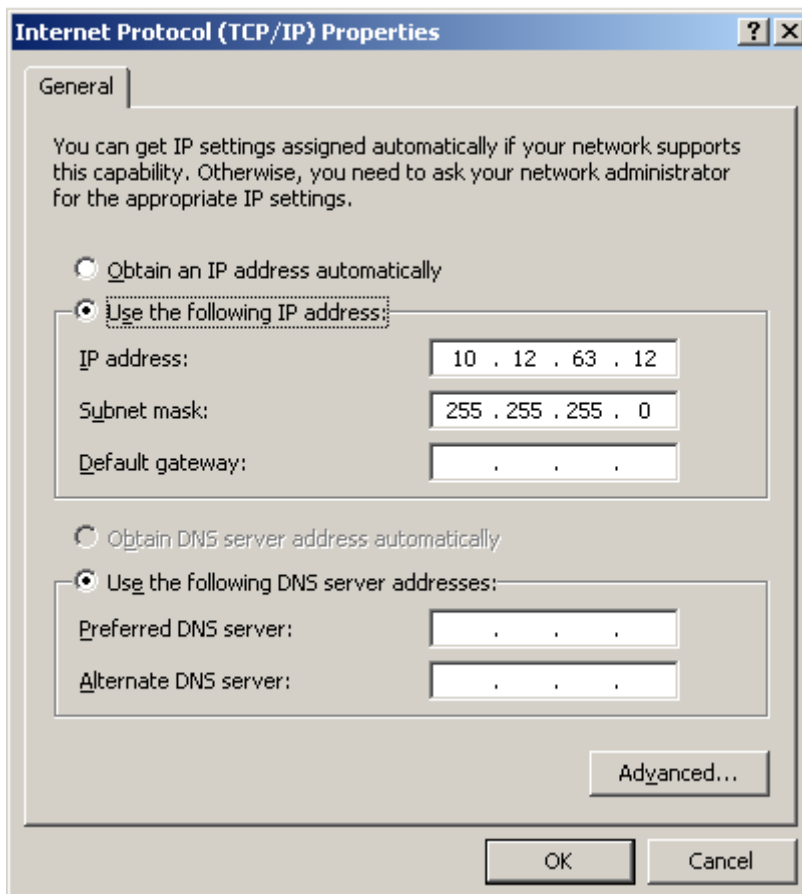 Internet Protocol (TCP/IP) Properties
General
You can get IP settings assigned automatically if your network supports
this capability. Otherwise, you need to ask your network administrator
for the appropriate IP settings.
Obtain an IP address automatically
Use the following IP address:
IP address: 10 . 12 . 63 . 12
Subnet mask: 255 . 255 . 255 . 0
Default gateway: . . .
Obtain DNS server address automatically
Use the following DNS server addresses:
Preferred DNS server: . . .
Alternate DNS server: . . .
Advanced...
OK Cancel